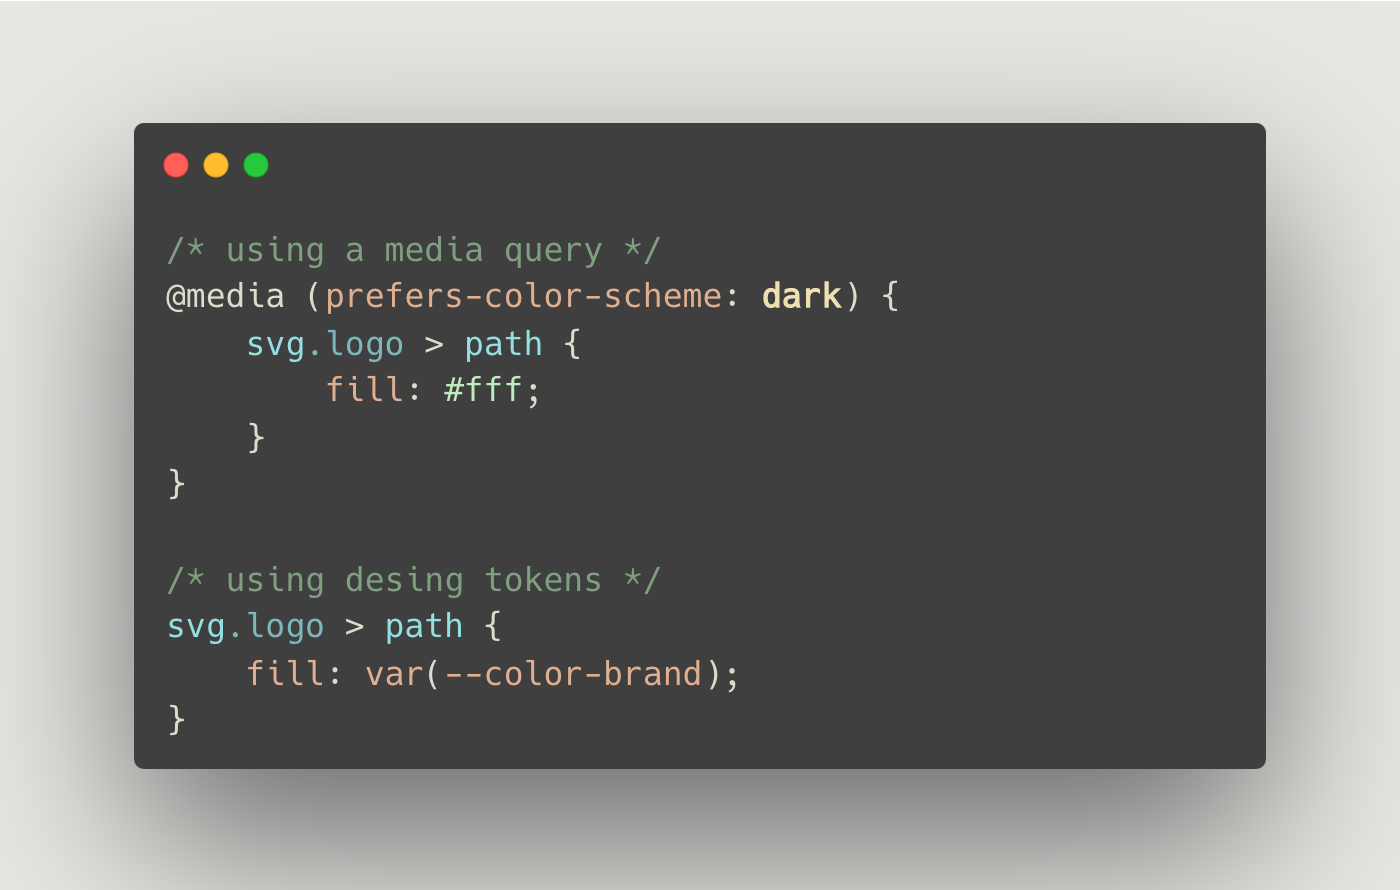 /* using a media query */
@media (prefers-color-scheme: dark) {
    svg.logo > path {
        fill: #fff;
    }
}

/* using desing tokens */
svg.logo > path {
    fill: var(--color-brand);
}